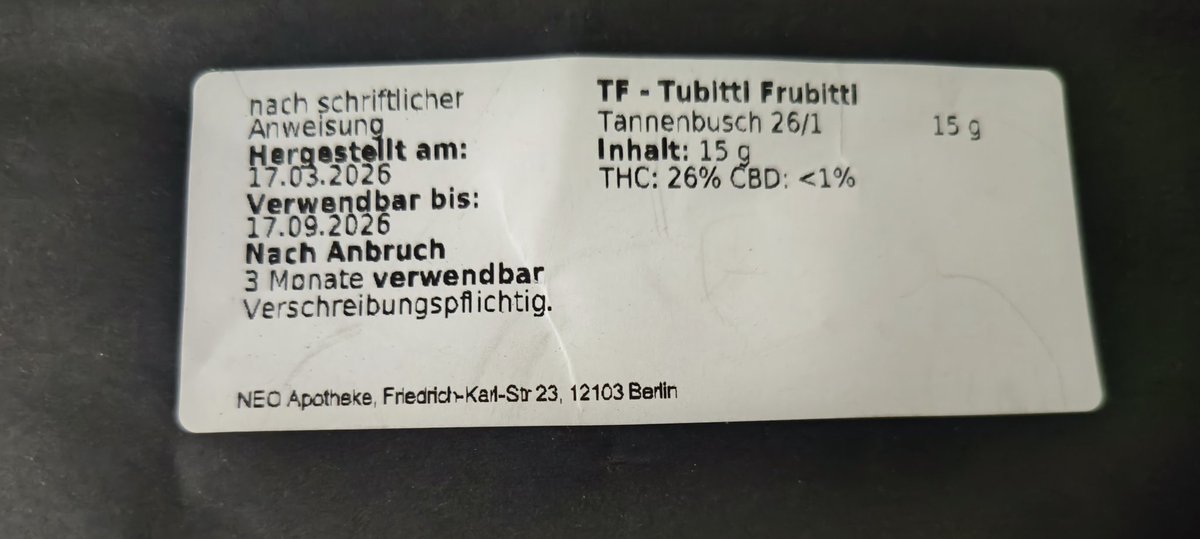 nach schriftlicher
Anweisung
Hergestellt am:
17.03.2026
Verwendbar bis:
17.09.2026
Nach Anbruch
3 Monate verwendbar
Verschreibungspflichtig.
TF - Tubitti Frubitti
Tannenbusch 26/1 15 g
Inhalt: 15 g
THC: 26% CBD: <1%
NEO Apotheke, Friedrich-Karl-Str 23, 12103 Berlin